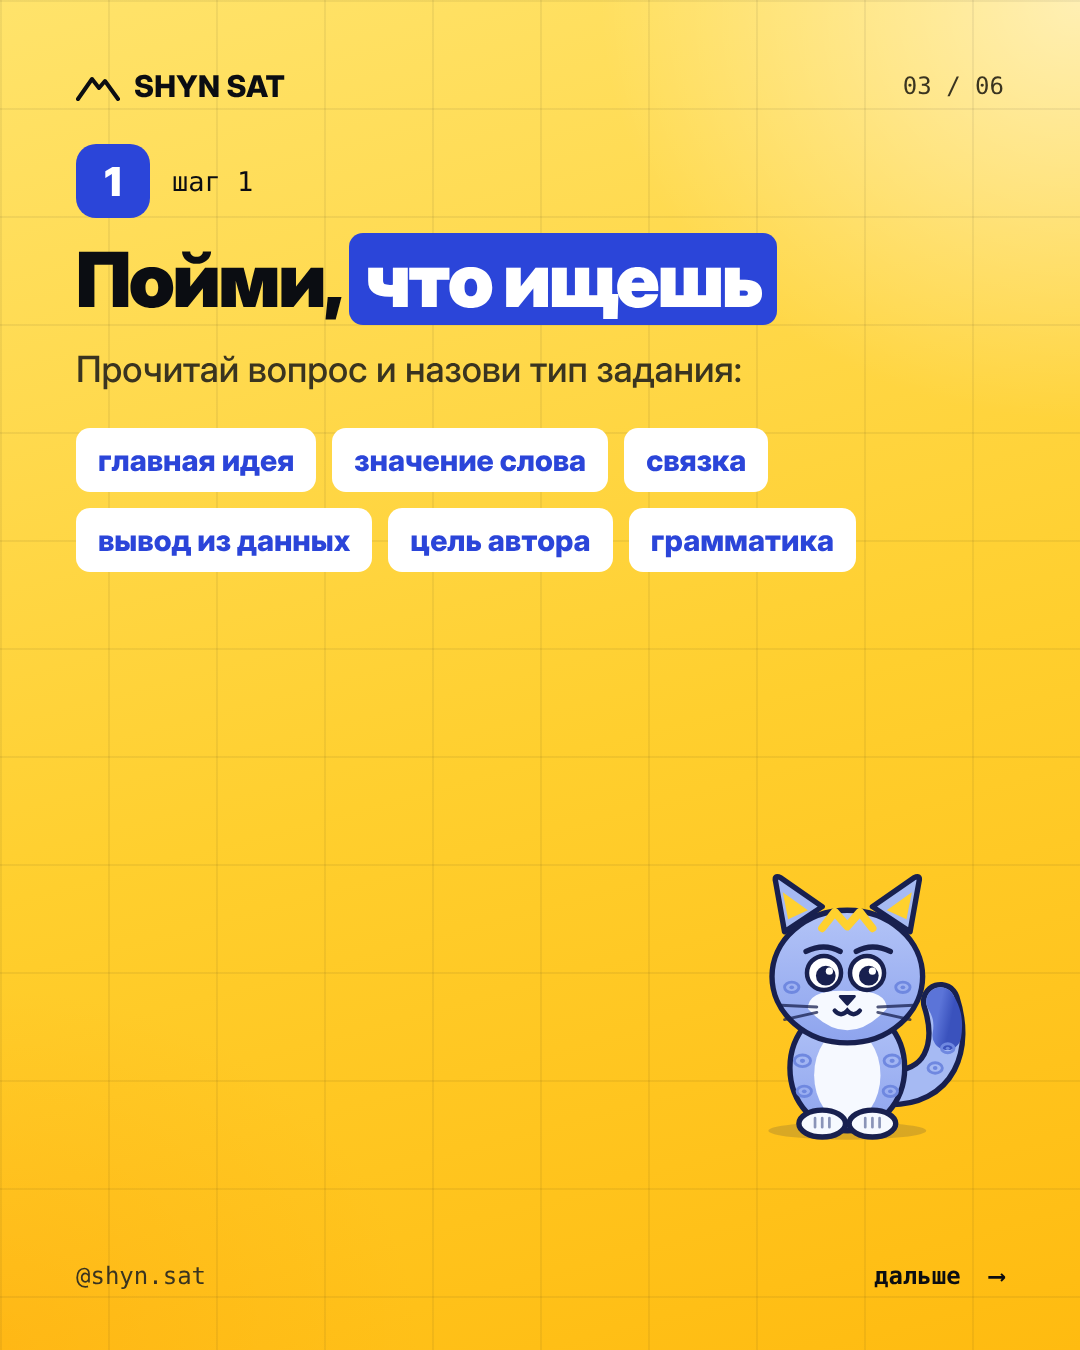 SHYN SAT
03 / 06
1
шаг 1
Пойми, что ищешь
Прочитай вопрос и назови тип задания:
главная идея
значение слова
связка
вывод из данных
цель автора
грамматика
@shyn.sat
дальше →